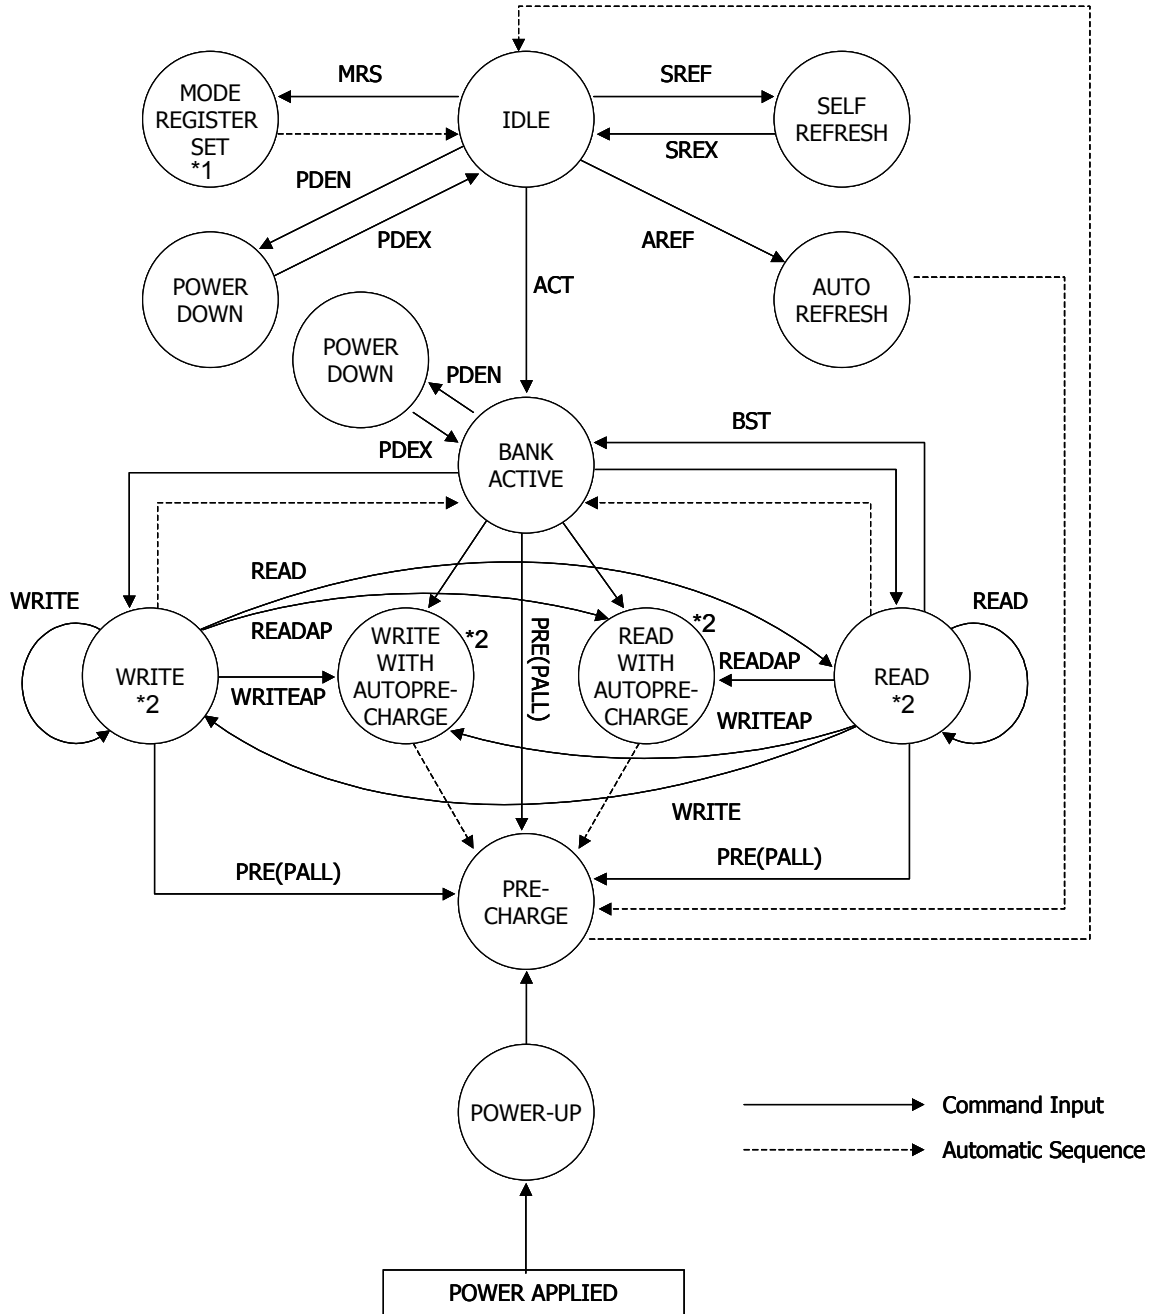 MRS
SREF
MODE
REGISTER
SET
*1
IDLE
SELF
REFRESH
SREX
PDEN
PDEX
AREF
POWER
DOWN
ACT
AUTO
REFRESH
POWER
DOWN
PDEN
PDEX
BST
BANK
ACTIVE
READ
WRITE
READ
READAP
WRITE
WITH
AUTOPRE-
CHARGE
*2
PRE(PALL)
READ
WITH
AUTOPRE-
CHARGE
*2
READAP
WRITE
*2
WRITEAP
READ
*2
WRITEAP
WRITE
PRE(PALL)
PRE(PALL)
PRE-
CHARGE
POWER-UP
Command Input
Automatic Sequence
POWER APPLIED